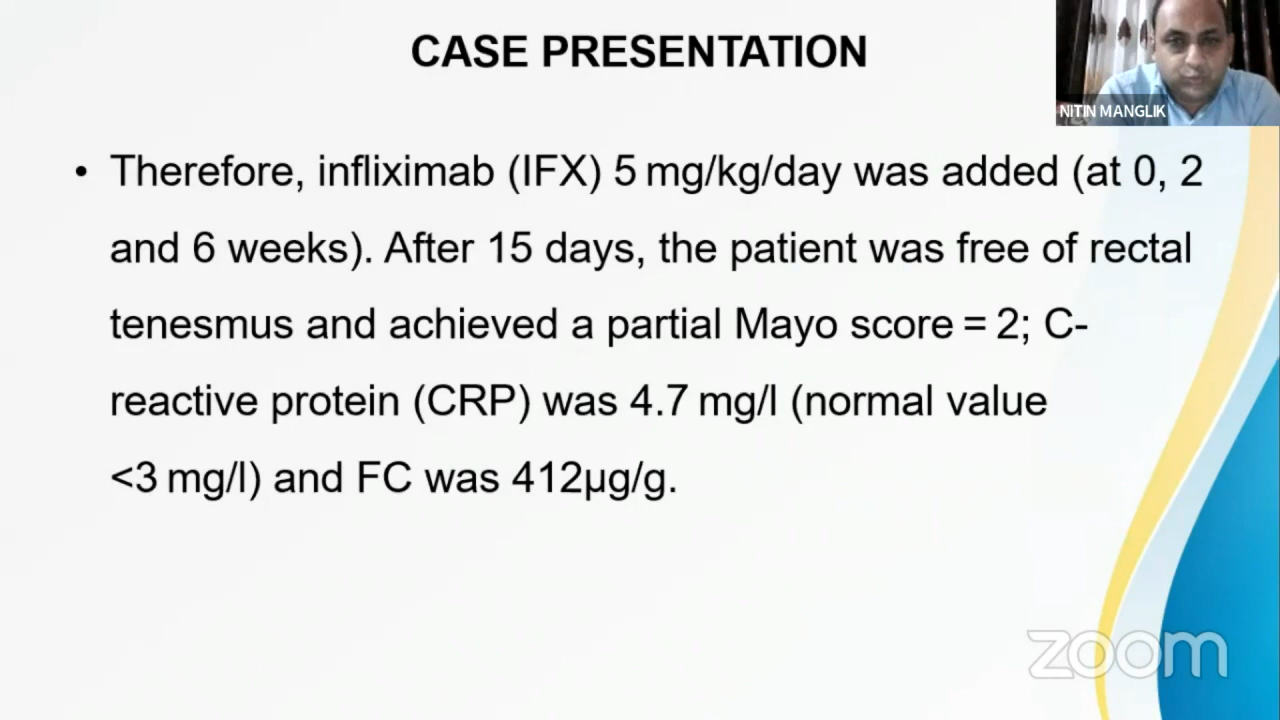 CASE PRESENTATION
NITIN MANGLIK
• Therefore, infliximab (IFX) 5 mg/kg/day was added (at 0, 2
and 6 weeks). After 15 days, the patient was free of rectal
tenesmus and achieved a partial Mayo score = 2; C-
reactive protein (CRP) was 4.7 mg/l (normal value
<3 mg/l) and FC was 412µg/g.
zoom